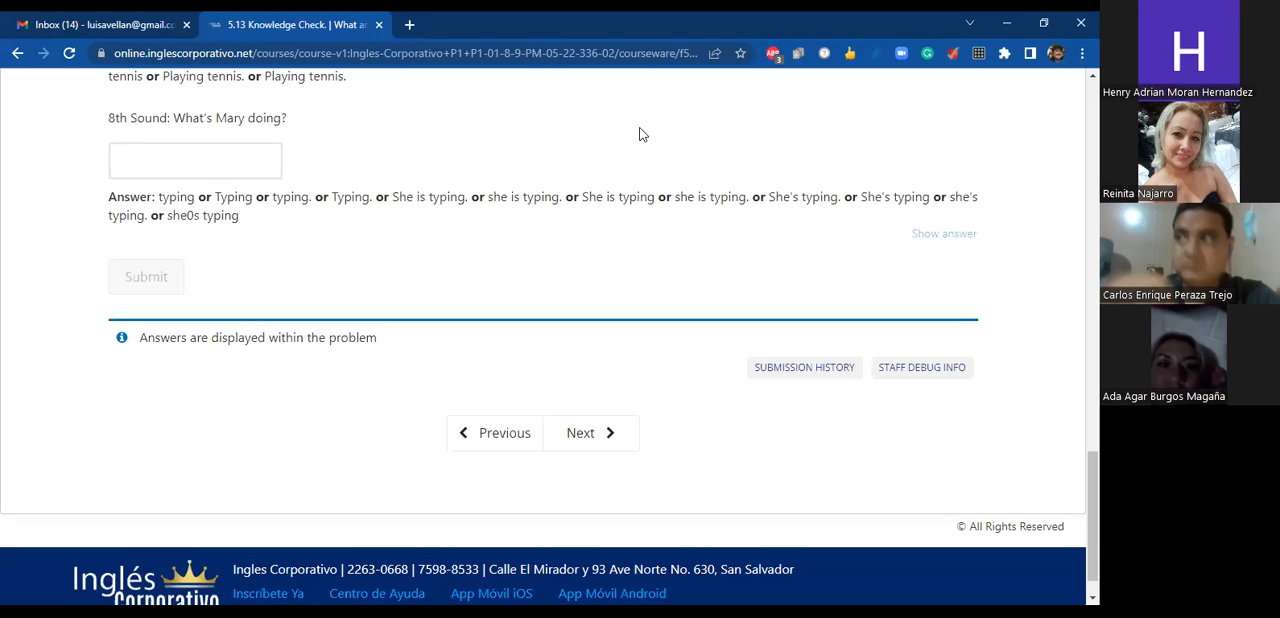 Inbox (14) - luisavellan@gmail.cc
5.13 Knowledge Check. | What ar
online.inglescorporativo.net/courses/course-v1:Ingles-Corporativo+P1+P1-01-8-9-PM-05-22-336-02/courseware/f5...
3
tennis or Playing tennis. or Playing tennis.
8th Sound: What's Mary doing?
Answer: typing or Typing or typing. or Typing. or She is typing. or she is typing. or She is typing or she is typing. or She's typing. or She's typing or she's
typing. or she0s typing
Show answer
Submit
Answers are displayed within the problem
SUBMISSION HISTORY
STAFF DEBUG INFO
Previous
Next
© All Rights Reserved
Inglés
Corporativo
Ingles Corporativo | 2263-0668 | 7598-8533 | Calle El Mirador y 93 Ave Norte No. 630, San Salvador
Inscríbete Ya
Centro de Ayuda
App Móvil iOS
App Móvil Android
H
Henry Adrian Moran Hernandez
Reinita Najarro
Carlos Enrique Peraza Trejo
Ada Agar Burgos Magaña